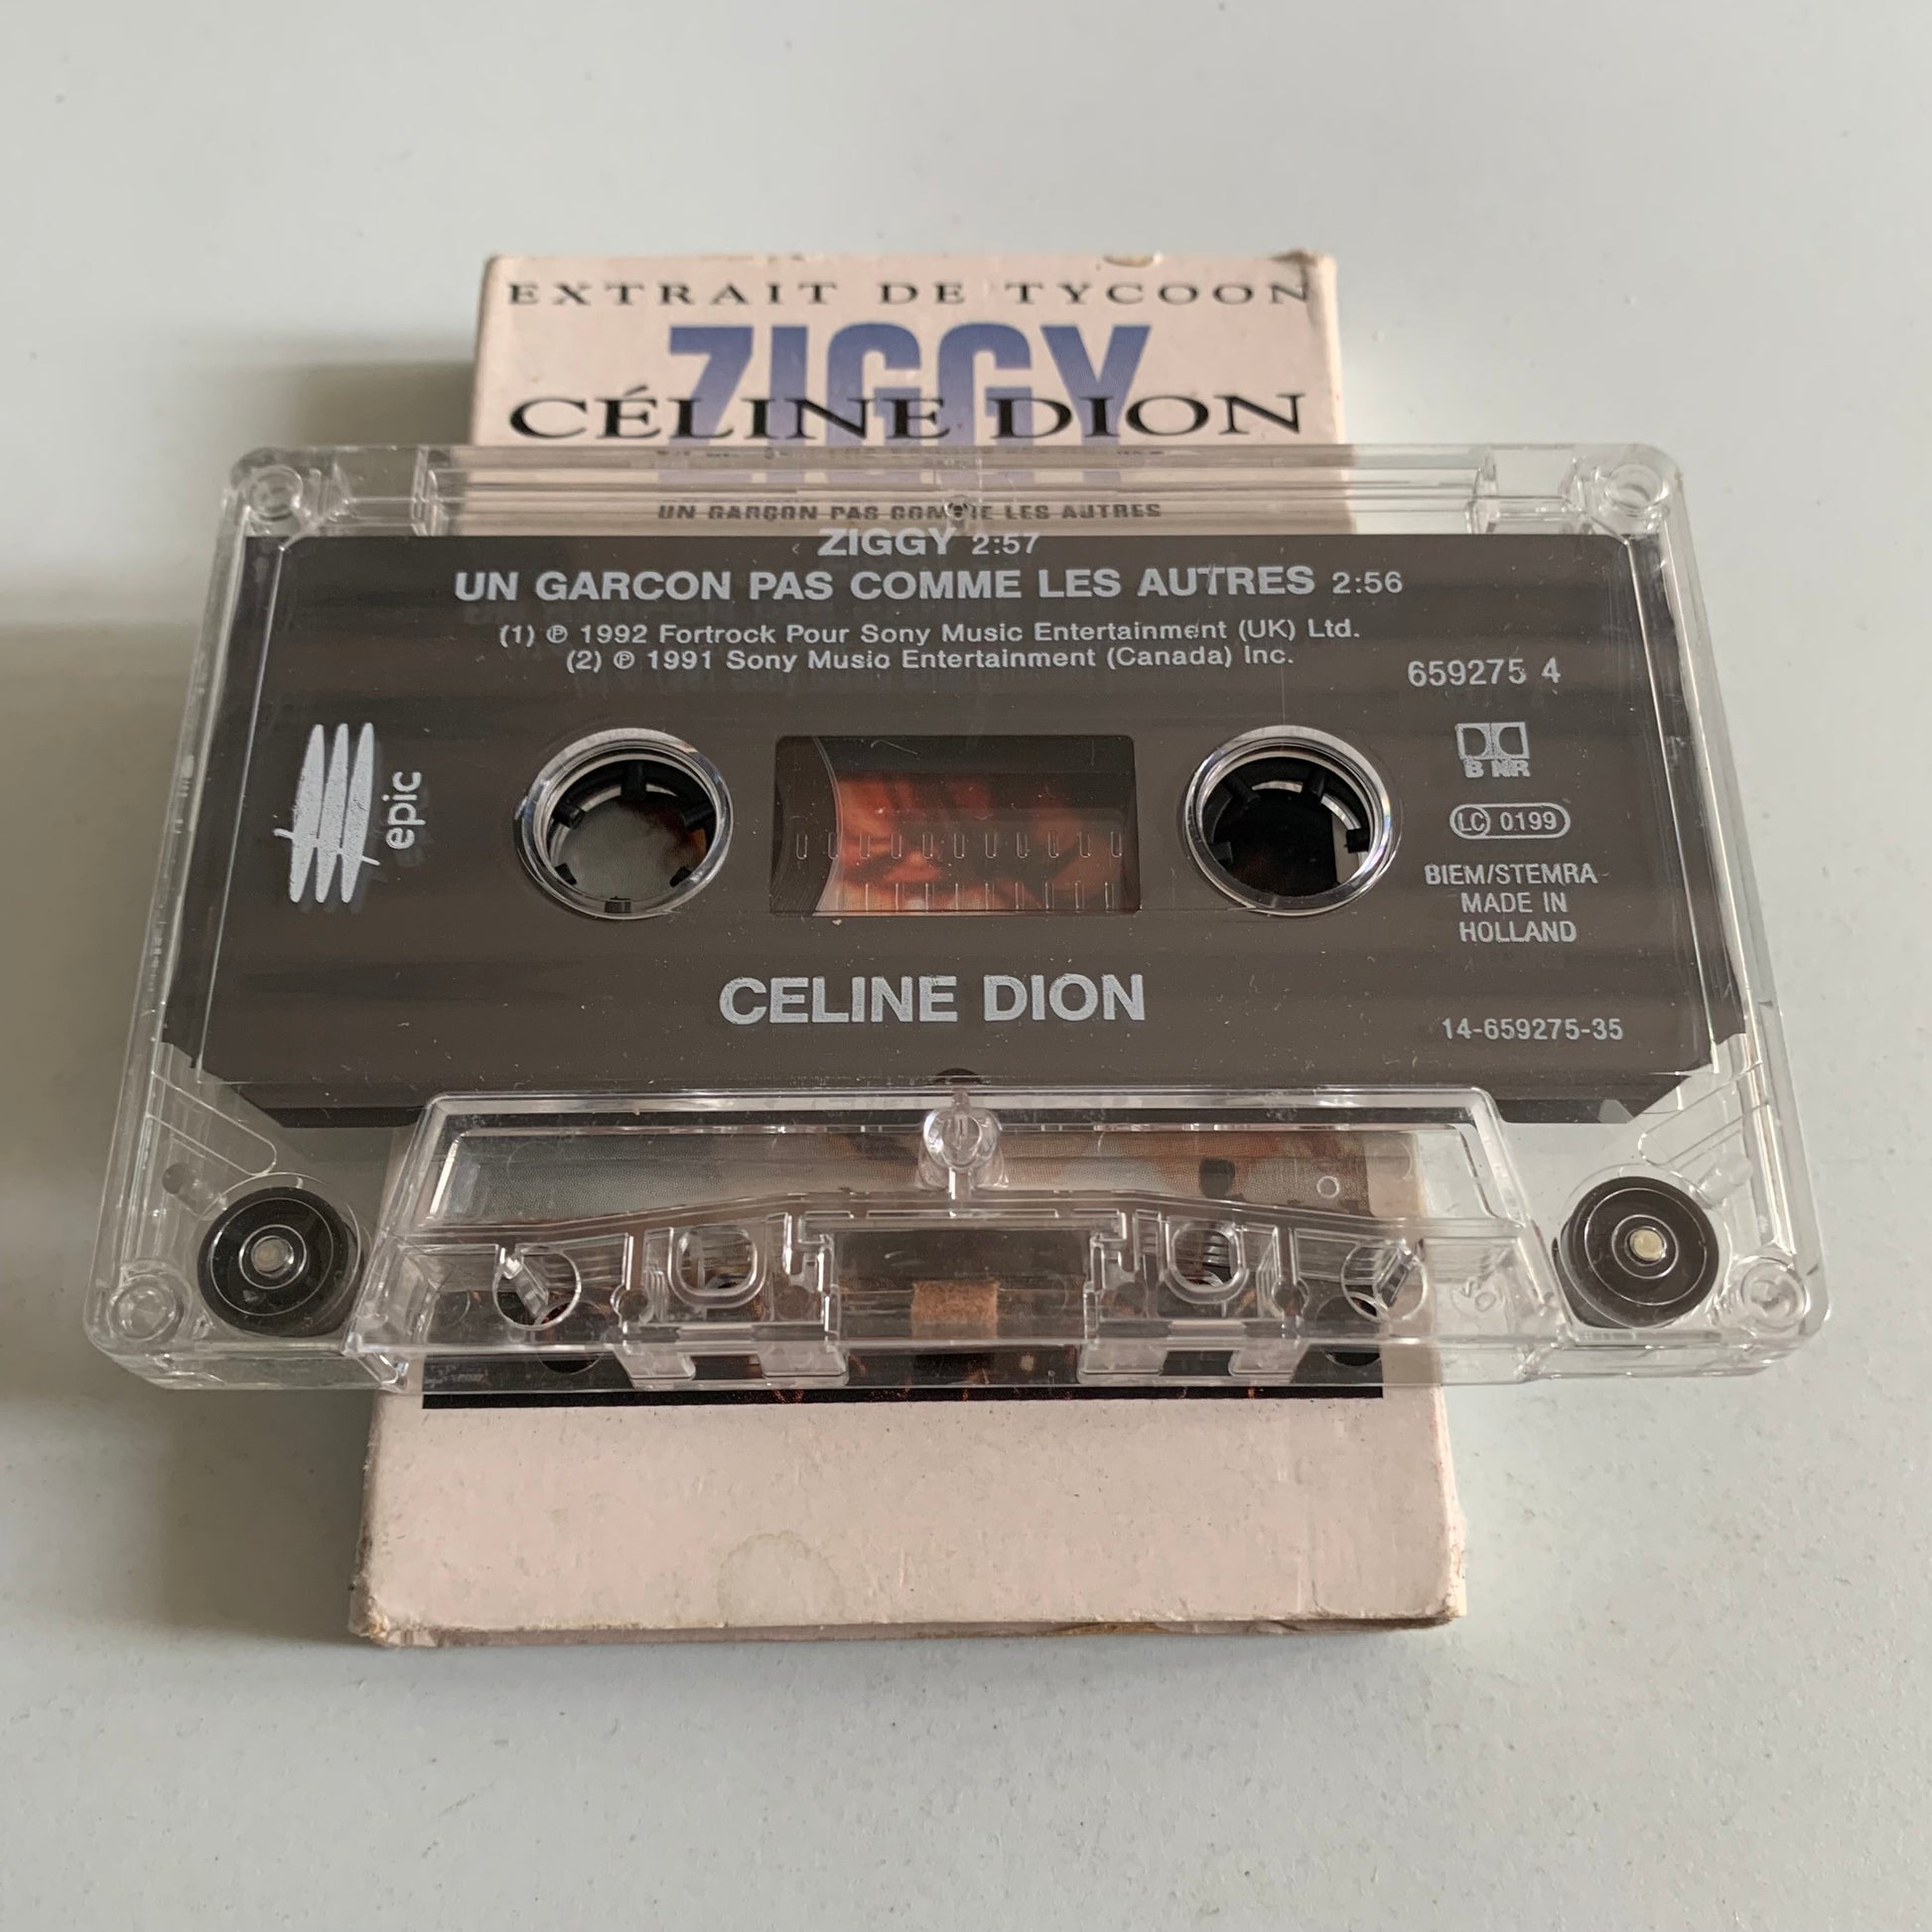 EXTRAIT DE TYCOON
ZIGGY
CÉLINE DION
UN GARÇON PAS COMME LES AUTRES
ZIGGY 2:57
UN GARCON PAS COMME LES AUTRES 2:56
(1) ℗ 1992 Fortrock Pour Sony Music Entertainment (UK) Ltd.
(2) ℗ 1991 Sony Music Entertainment (Canada) Inc.
659275 4
epic
B NR
LC 0199
BIEM/STEMRA
MADE IN
HOLLAND
CELINE DION
14-659275-35